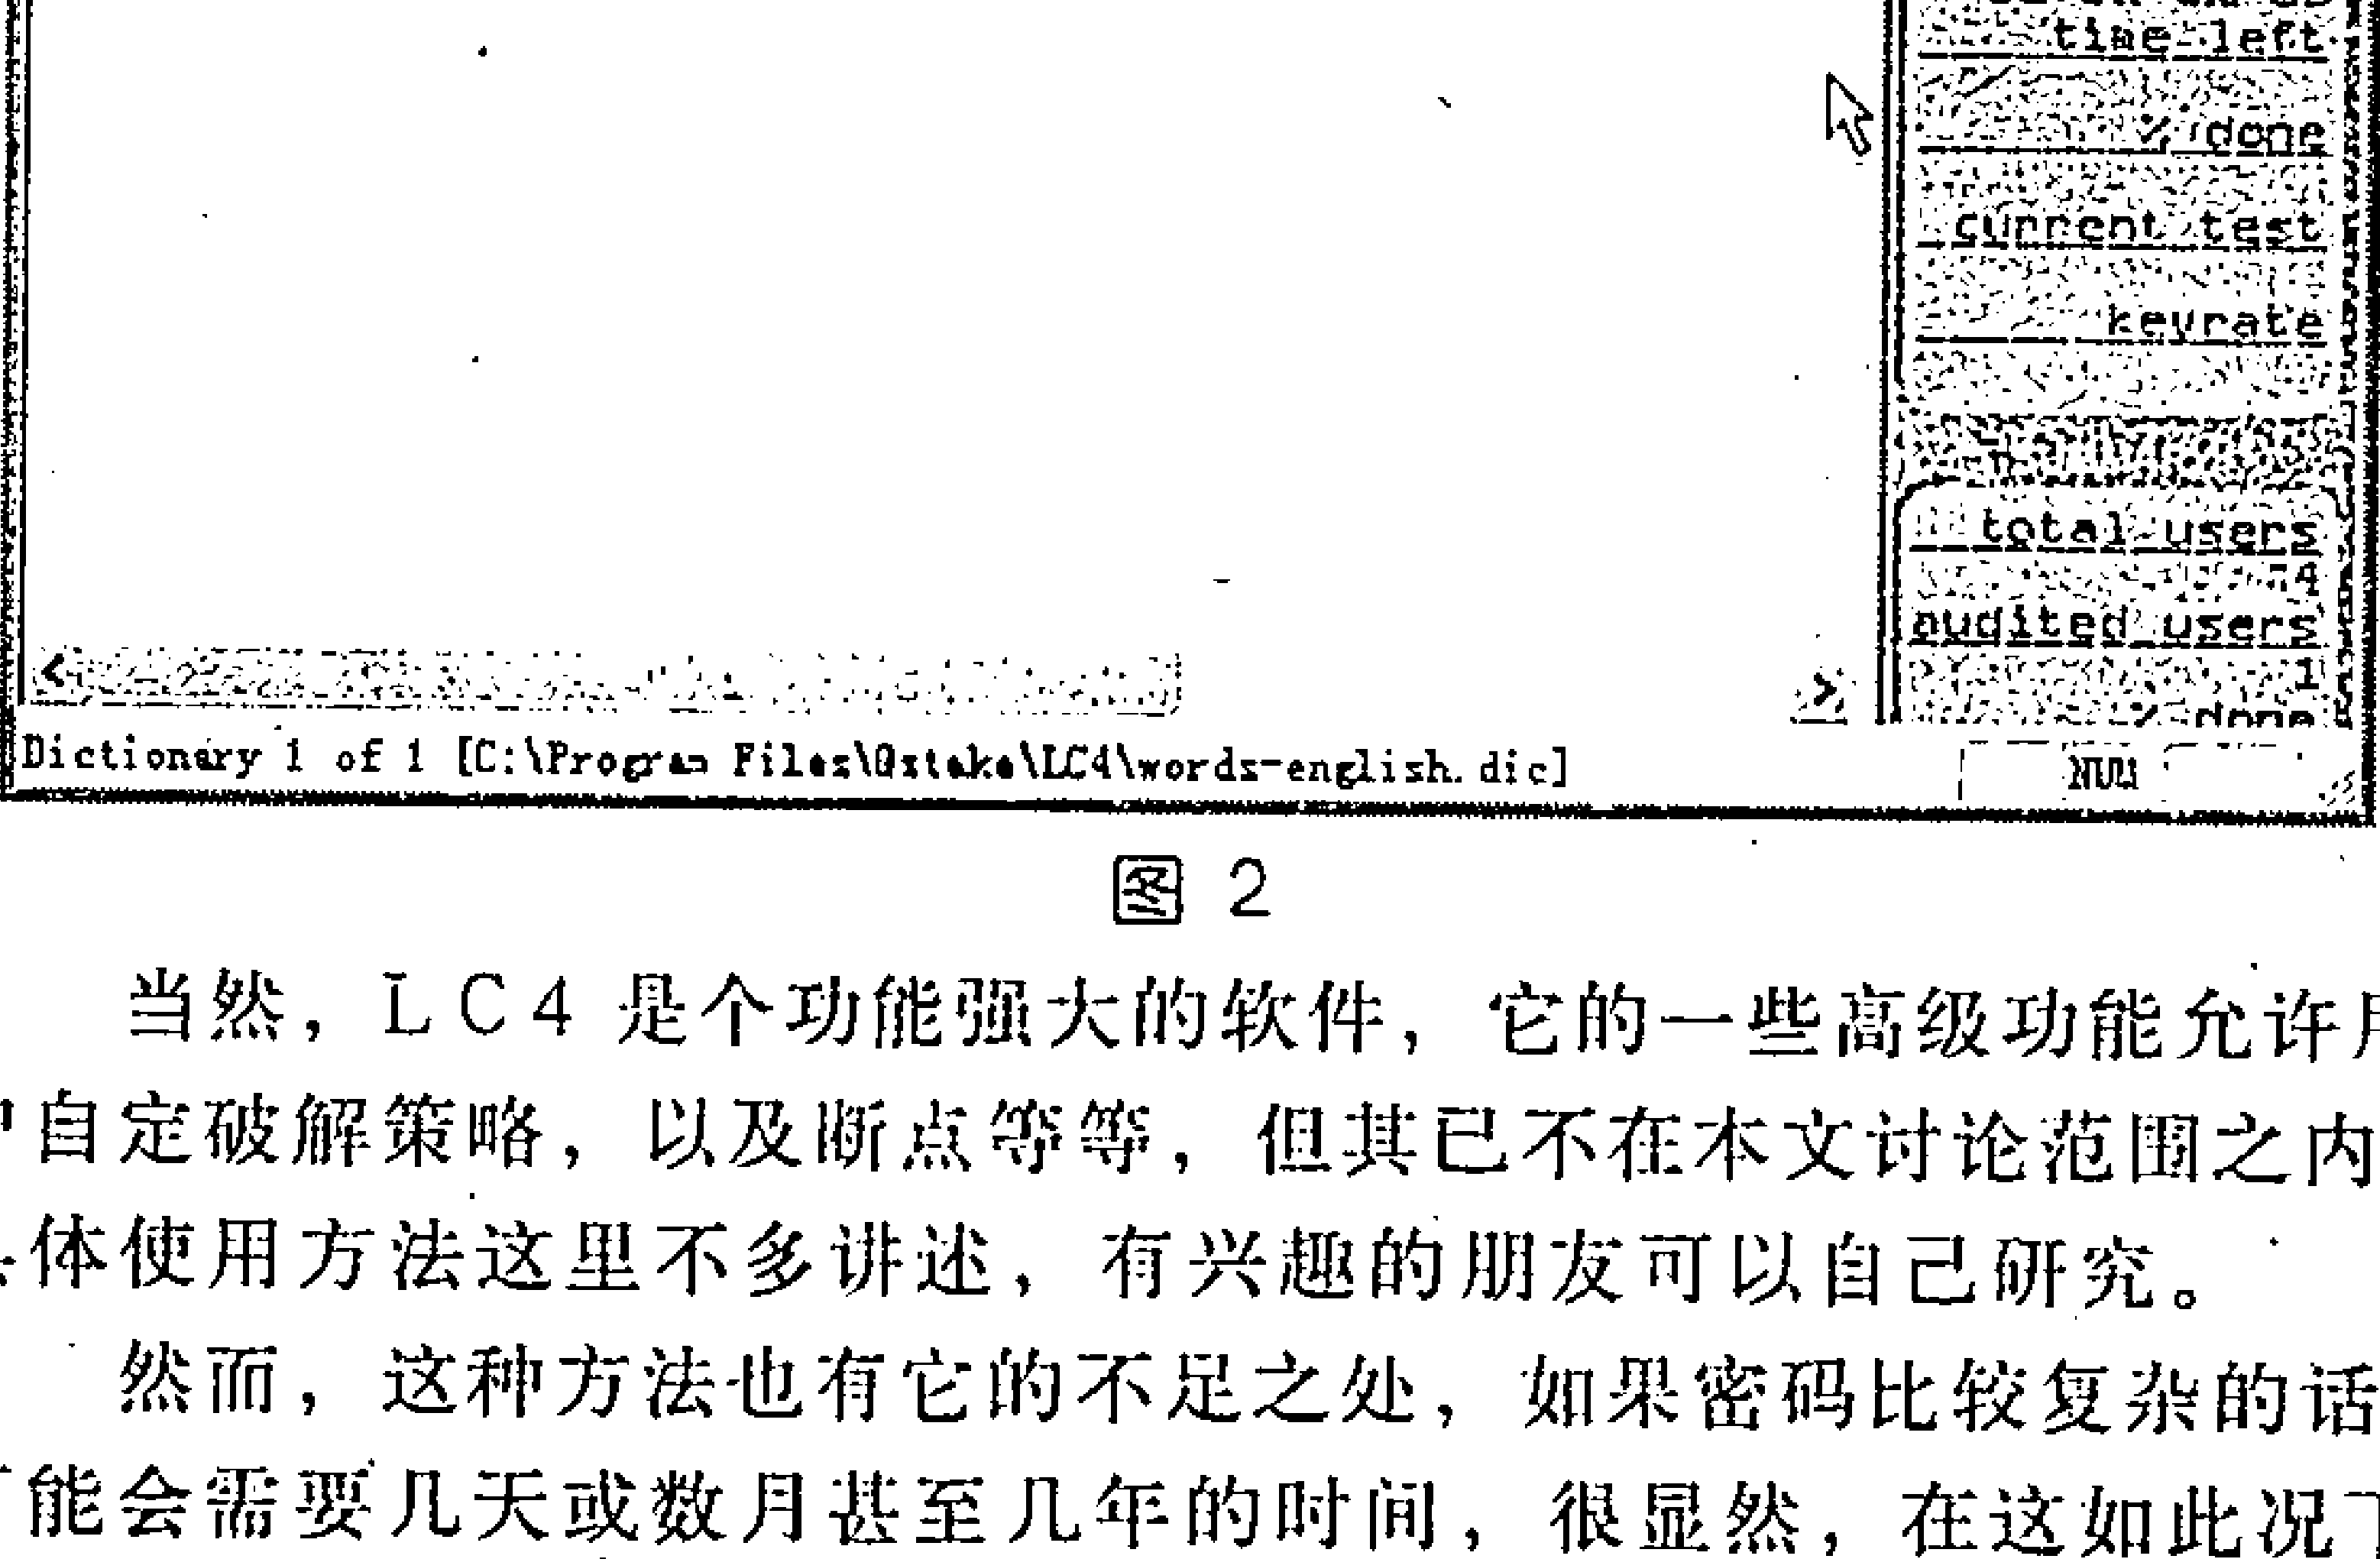 time left
% done
current test
keyrate
total users
4
audited users
1
% done
Dictionary 1 of 1 [C:\Program Files\@stake\LC4\words-english.dic]
NUM
图 2
当然，LC4 是个功能强大的软件，它的一些高级功能允许用
户自定破解策略，以及断点等等，但其已不在本文讨论范围之内
体使用方法这里不多讲述，有兴趣的朋友可以自己研究。
然而，这种方法也有它的不足之处，如果密码比较复杂的话
能会需要几天或数月甚至几年的时间，很显然，在这如此况下